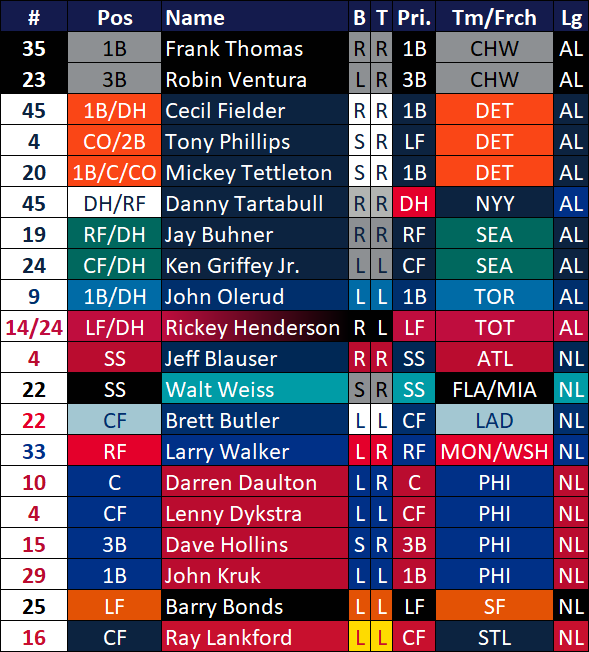 # Pos Name B T Pri. Tm/Frch Lg
35 1B Frank Thomas R R 1B CHW AL
23 3B Robin Ventura L R 3B CHW AL
45 1B/DH Cecil Fielder R R 1B DET AL
4 CO/2B Tony Phillips S R LF DET AL
20 1B/C/CO Mickey Tettleton S R 1B DET AL
45 DH/RF Danny Tartabull R R DH NYY AL
19 RF/DH Jay Buhner R R RF SEA AL
24 CF/DH Ken Griffey Jr. L L CF SEA AL
9 1B/DH John Olerud L L 1B TOR AL
14/24 LF/DH Rickey Henderson R L LF TOT AL
4 SS Jeff Blauser R R SS ATL NL
22 SS Walt Weiss S R SS FLA/MIA NL
22 CF Brett Butler L L CF LAD NL
33 RF Larry Walker L R RF MON/WSH NL
10 C Darren Daulton L R C PHI NL
4 CF Lenny Dykstra L L CF PHI NL
15 3B Dave Hollins S R 3B PHI NL
29 1B John Kruk L L 1B PHI NL
25 LF Barry Bonds L L LF SF NL
16 CF Ray Lankford L L CF STL NL